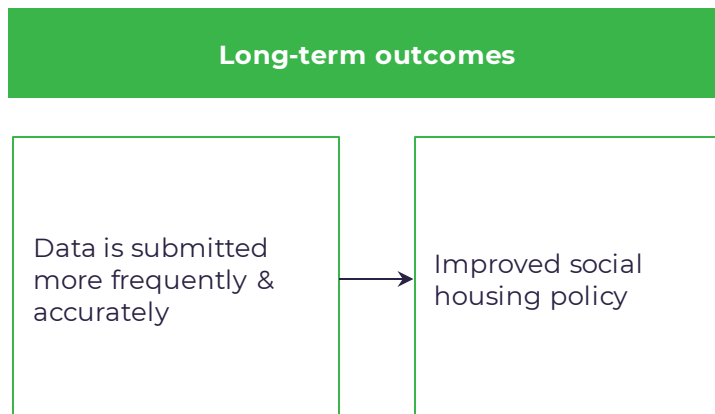 Long-term outcomes
Data is submitted
more frequently &
accurately
Improved social
housing policy